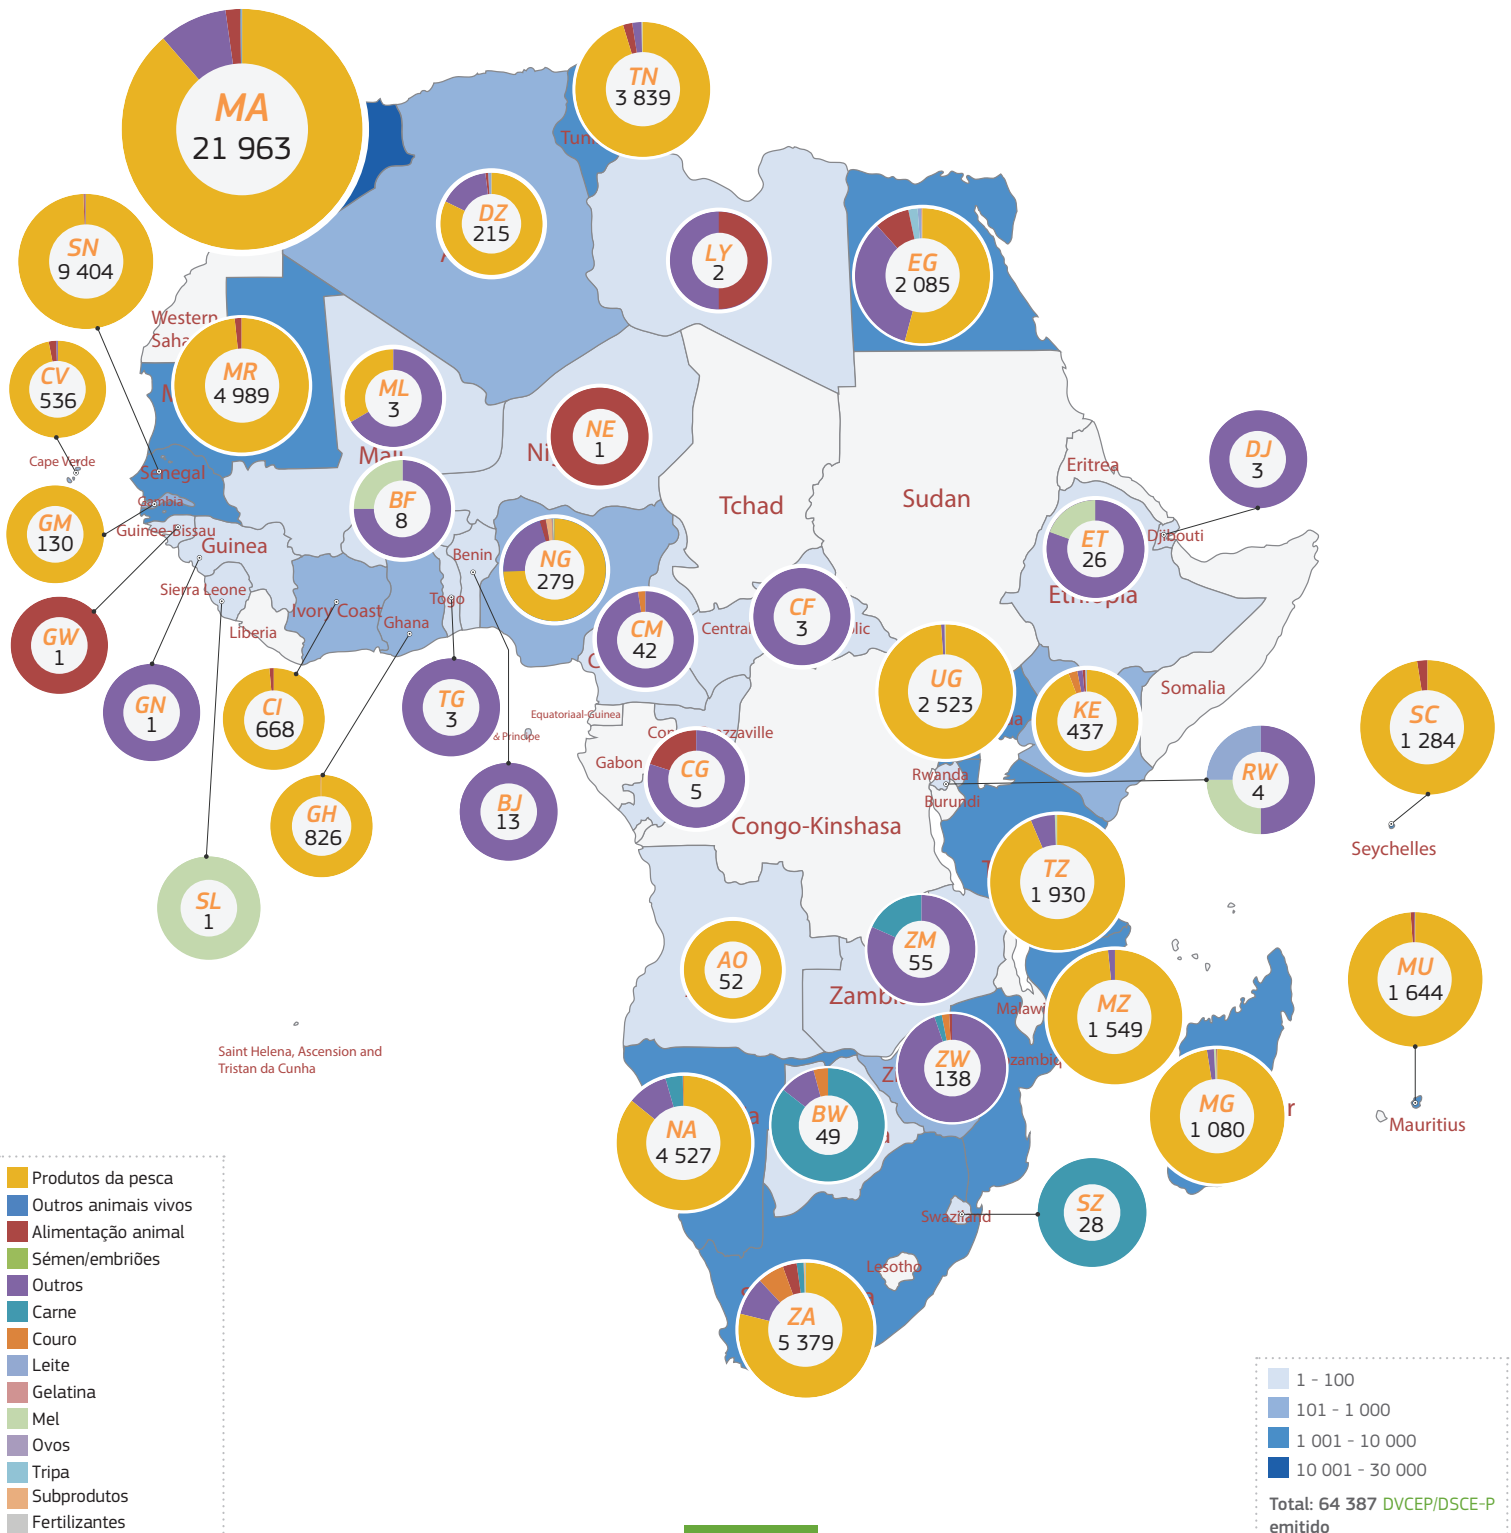 MA
21 963
TN
3 839
SN
9 404
DZ
215
LY
2
EG
2 085
Western
CV
536
MR
4 989
ML
3
NE
1
DJ
3
Cape Verde
Senegal
Eritrea
Tchad
Sudan
GM
130
Gambia
Guinee-Bissau
Guinea
BF
8
Benin
NG
279
ET
26
Djibouti
Ethiopia
Sierra Leone
Ivory Coast
Togo
Ghana
Liberia
CM
42
CF
3
GW
1
GN
1
CI
668
TG
3
Equatoriaal-Guinea
& Principe
Gabon
CG
5
UG
2 523
KE
437
Somalia
SC
1 284
RW
4
Rwanda
Burundi
GH
826
BJ
13
Congo-Kinshasa
Seychelles
SL
1
TZ
1 930
AO
52
ZM
55
MU
1 644
MZ
1 549
Saint Helena, Ascension and
Tristan da Cunha
ZW
138
NA
4 527
BW
49
MG
1 080
Mauritius
SZ
28
Swaziland
Lesotho
ZA
5 379
Produtos da pesca
Outros animais vivos
Alimentação animal
Sémen/embriões
Outros
Carne
Couro
Leite
Gelatina
Mel
Ovos
Tripa
Subprodutos
Fertilizantes
1 - 100
101 - 1 000
1 001 - 10 000
10 001 - 30 000
Total: 64 387 DVCEP/DSCE-P
emitido